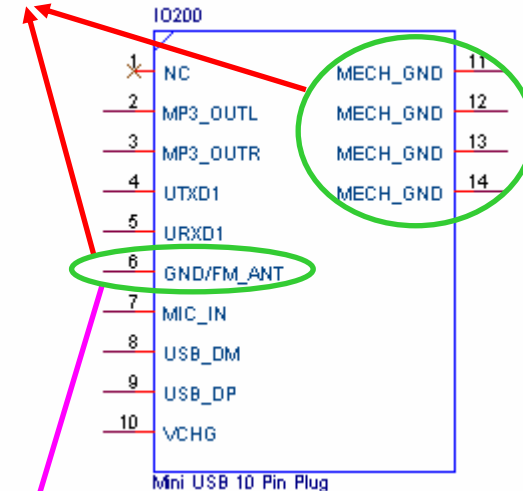 IO200
1 NC
2 MP3_OUTL
3 MP3_OUTR
4 UTXD1
5 URXD1
6 GND/FM_ANT
7 MIC_IN
8 USB_DM
9 USB_DP
10 VCHG
MECH_GND 11
MECH_GND 12
MECH_GND 13
MECH_GND 14
Mini USB 10 Pin Plug